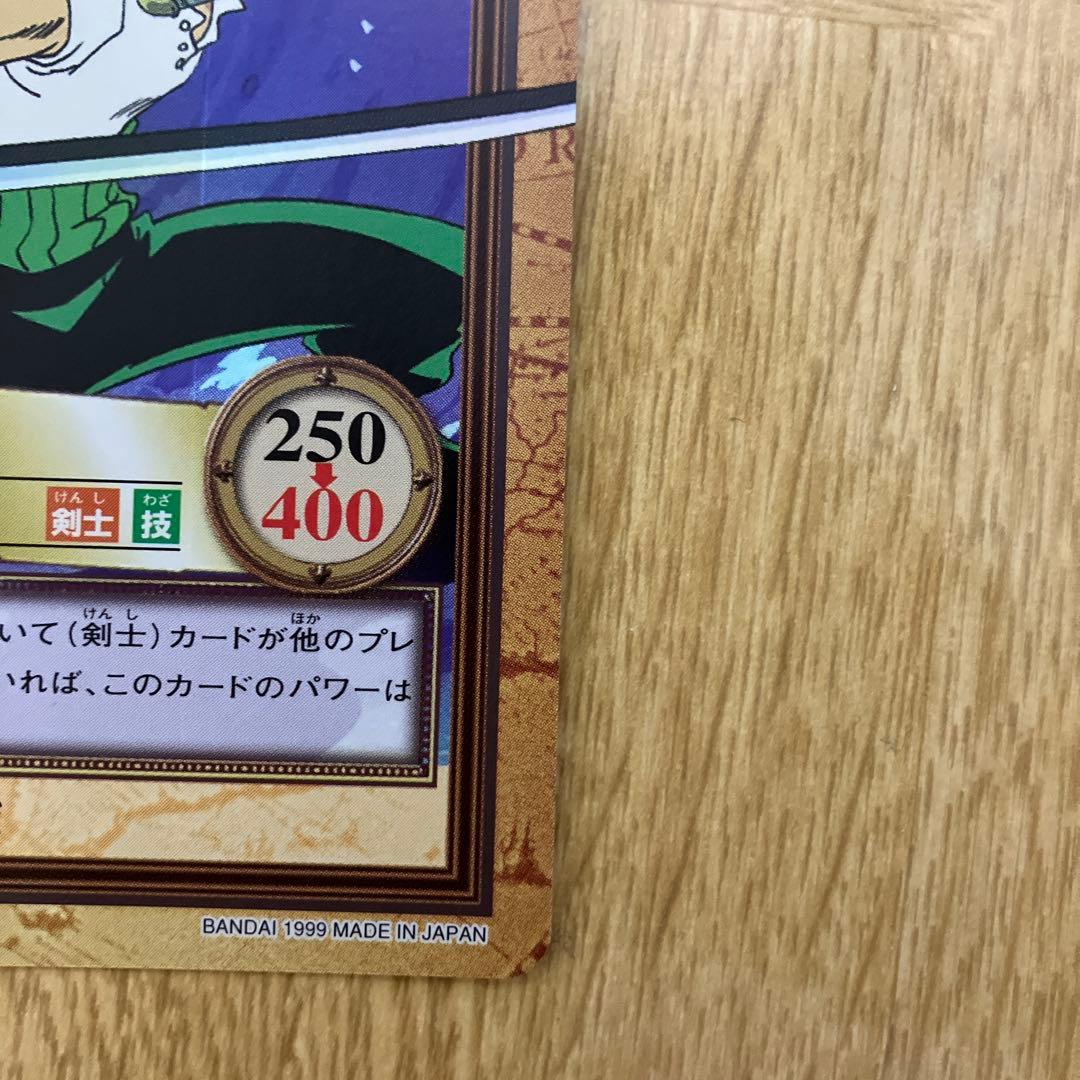 250
400
けんし わざ
剣士 技
けんし ほか
いて(剣士)カードが他のプレ
いれば、このカードのパワーは
BANDAI 1999 MADE IN JAPAN